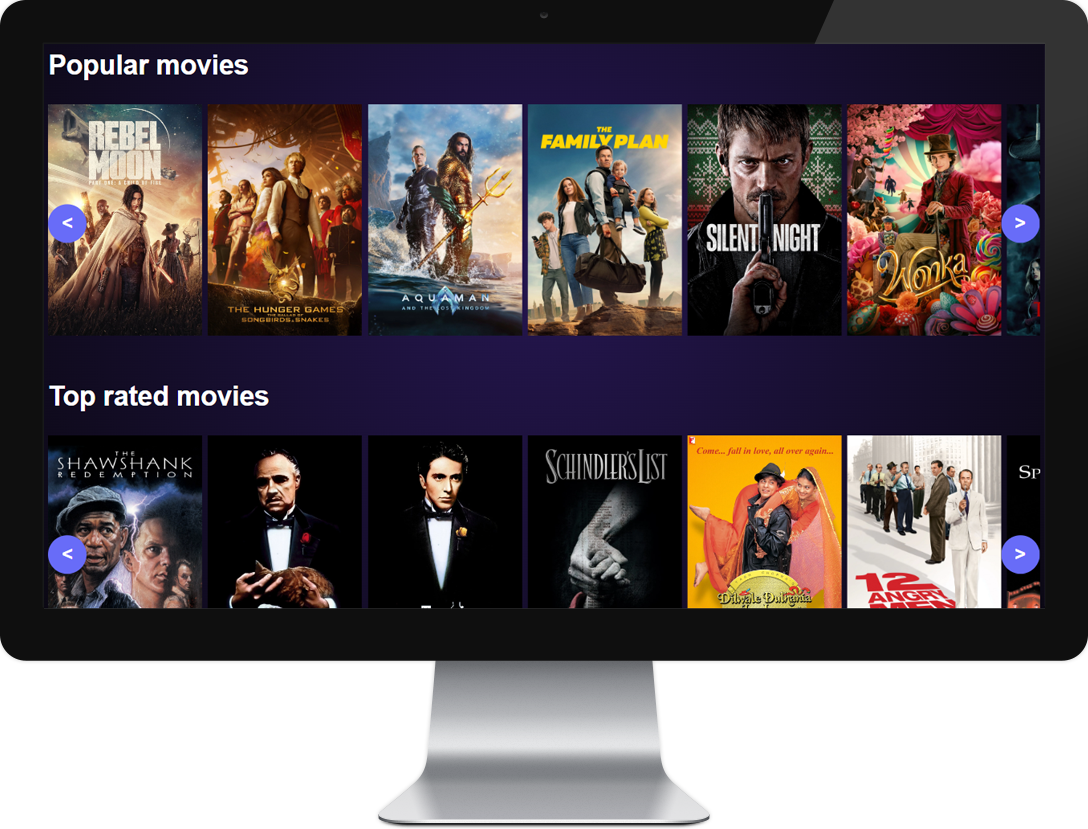 Popular movies
REBEL
MOON
PART ONE: A CHILD OF FIRE
THE HUNGER GAMES
THE BALLAD OF
SONGBIRDS & SNAKES
AQUAMAN
AND THE LOST KINGDOM
THE
FAMILY PLAN
SILENT NIGHT
Wonka
<
>
Top rated movies
THE
SHAWSHANK
REDEMPTION
SCHINDLER'S LIST
Come... fall in love, all over again...
Dilwale Dulhania
12
ANGRY
MEN
SP
<
>